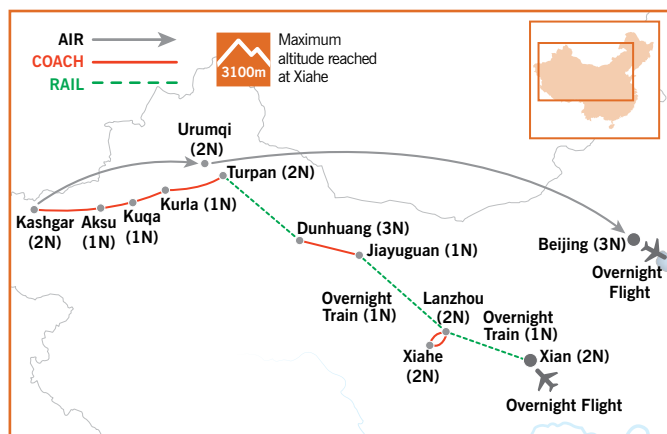 AIR
COACH
RAIL
3100m
Maximum
altitude reached
at Xiahe
Urumqi
(2N)
Turpan (2N)
Kurla (1N)
Kuqa
(1N)
Aksu
(1N)
Kashgar
(2N)
Dunhuang (3N)
Jiayuguan (1N)
Beijing (3N)
Overnight
Flight
Overnight
Train (1N)
Lanzhou
(2N)
Overnight
Train (1N)
Xiahe
(2N)
Xian (2N)
Overnight Flight